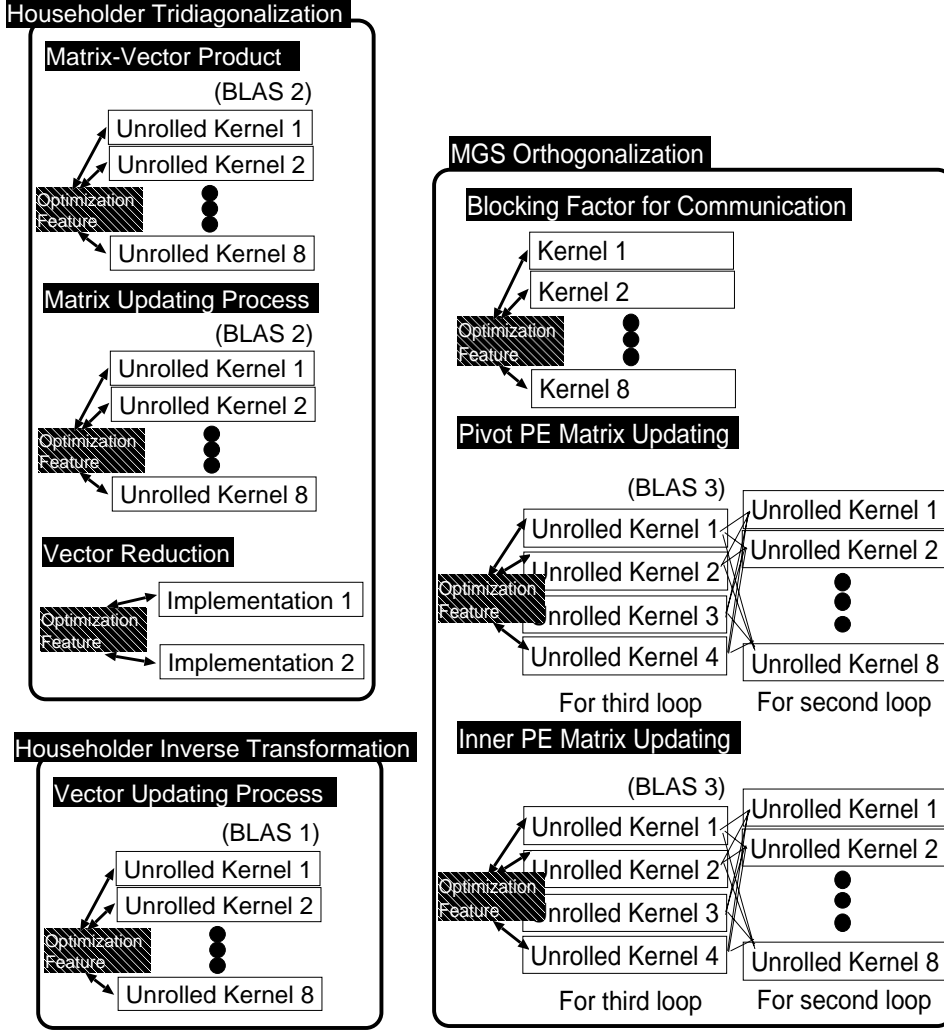 Householder Tridiagonalization
Matrix-Vector Product
(BLAS 2)
Unrolled Kernel 1
Unrolled Kernel 2
Optimization
Feature
Unrolled Kernel 8
Matrix Updating Process
(BLAS 2)
Unrolled Kernel 1
Unrolled Kernel 2
Optimization
Feature
Unrolled Kernel 8
Vector Reduction
Implementation 1
Optimization
Feature
Implementation 2
Householder Inverse Transformation
Vector Updating Process
(BLAS 1)
Unrolled Kernel 1
Unrolled Kernel 2
Optimization
Feature
Unrolled Kernel 8
MGS Orthogonalization
Blocking Factor for Communication
Kernel 1
Kernel 2
Optimization
Feature
Kernel 8
Pivot PE Matrix Updating
(BLAS 3)
Unrolled Kernel 1
Unrolled Kernel 2
Optimization
Feature
Unrolled Kernel 3
Unrolled Kernel 4
For third loop
Unrolled Kernel 1
Unrolled Kernel 2
Unrolled Kernel 8
For second loop
Inner PE Matrix Updating
(BLAS 3)
Unrolled Kernel 1
Unrolled Kernel 2
Optimization
Feature
Unrolled Kernel 3
Unrolled Kernel 4
For third loop
Unrolled Kernel 1
Unrolled Kernel 2
Unrolled Kernel 8
For second loop